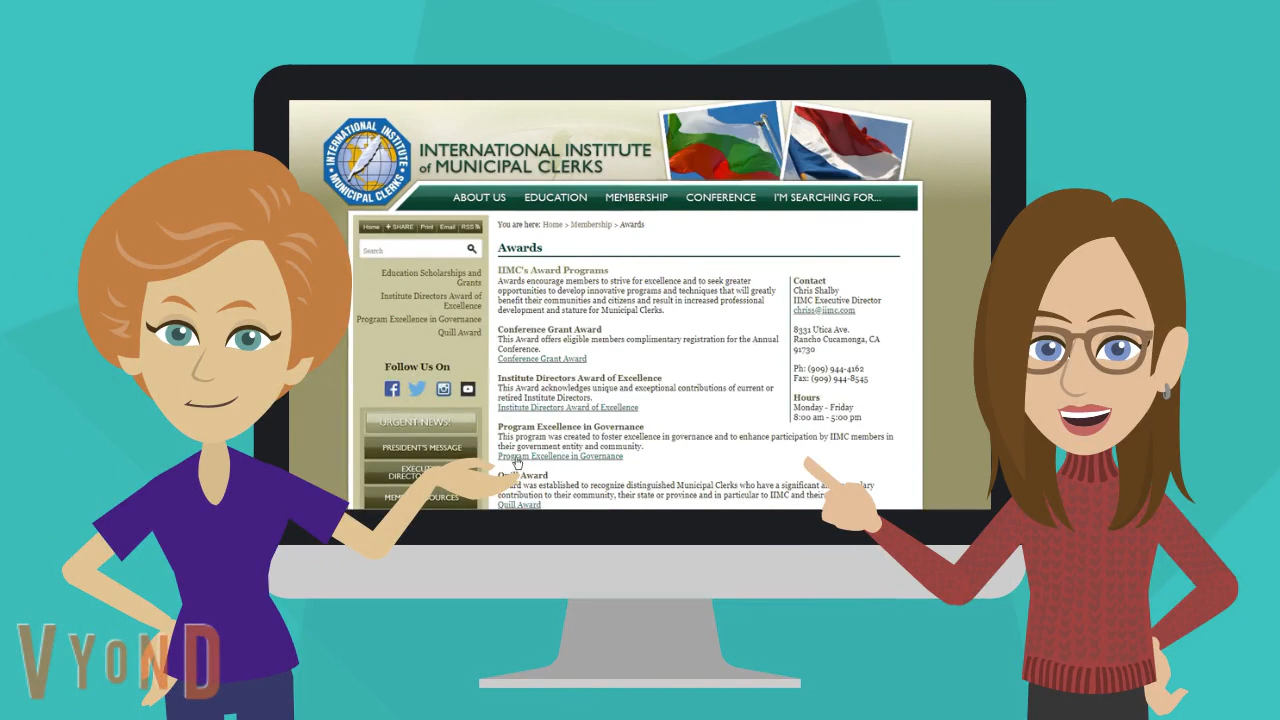 INTERNATIONAL INSTITUTE
MUNICIPAL CLERKS
INTERNATIONAL INSTITUTE
of MUNICIPAL CLERKS
ABOUT US EDUCATION MEMBERSHIP CONFERENCE I'M SEARCHING FOR...
Home + SHARE Print Email RSS
Search
Education Scholarships and
Grants
Institute Directors Award of
Excellence
Program Excellence in Governance
Quill Award
Follow Us On
URGENT NEWS!
PRESIDENT'S MESSAGE
You are here: Home > Membership > Awards
Awards
IIMC's Award Programs
Awards encourage members to strive for excellence and to seek greater
opportunities to develop innovative programs and techniques that will greatly
benefit their communities and citizens and result in increased professional
development and stature for Municipal Clerks.
Conference Grant Award
This Award offers eligible members complimentary registration for the Annual
Conference.
Conference Grant Award
Institute Directors Award of Excellence
This Award acknowledges unique and exceptional contributions of current or
retired Institute Directors.
Institute Directors Award of Excellence
Program Excellence in Governance
This program was created to foster excellence in governance and to enhance participation by IIMC members in
their government entity and community.
Program Excellence in Governance
Award
was established to recognize distinguished Municipal Clerks who have a significant
contribution to their community, their state or province and in particular to IIMC and their
Quill Award
Contact
Chris Shalby
IIMC Executive Director
chriss@iimc.com
8331 Utica Ave.
Rancho Cucamonga, CA
91730
Ph: (909) 944-4162
Fax: (909) 944-8545
Hours
Monday - Friday
8:00 am - 5:00 pm
VYOND